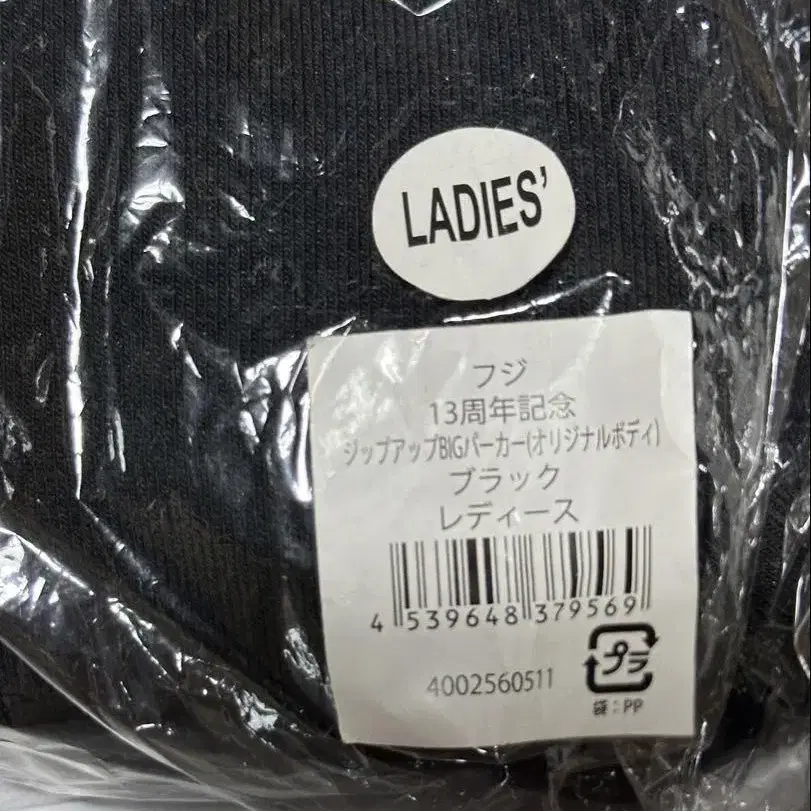 LADIES'
フジ
13周年記念
ジップアップBIGパーカー(オリジナルボディ)
ブラック
レディース
4 539648 379569
4002560511
プラ
袋:PP